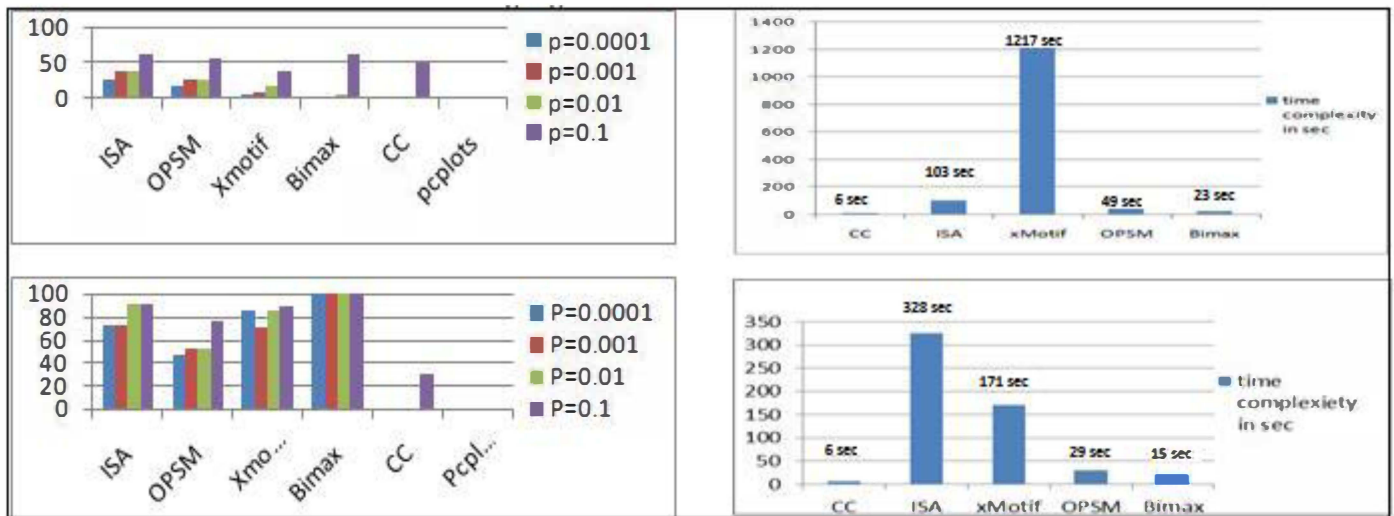 100
50
0
ISA
OPSM
Xmotif
Bimax
CC
pcplots
p=0.0001
p=0.001
p=0.01
p=0.1
1400
1200
1000
800
600
400
200
0
6 sec
103 sec
1217 sec
49 sec
23 sec
CC
ISA
xMotif
OPSM
Bimax
time
complexity
in sec
100
80
60
40
20
0
ISA
OPSM
Xmo...
Bimax
CC
Pcpl...
P=0.0001
P=0.001
P=0.01
P=0.1
350
300
250
200
150
100
50
0
6 sec
328 sec
171 sec
29 sec
15 sec
CC
ISA
xMotif
OPSM
Bimax
time
complexiety
in sec